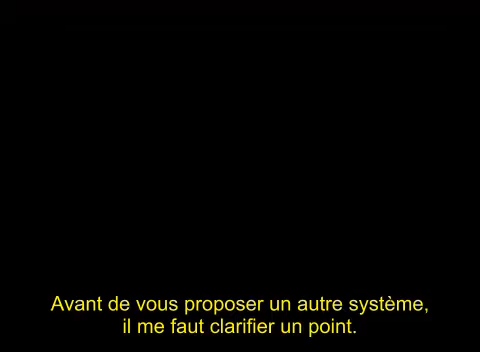 Avant de vous proposer un autre système,
il me faut clarifier un point.